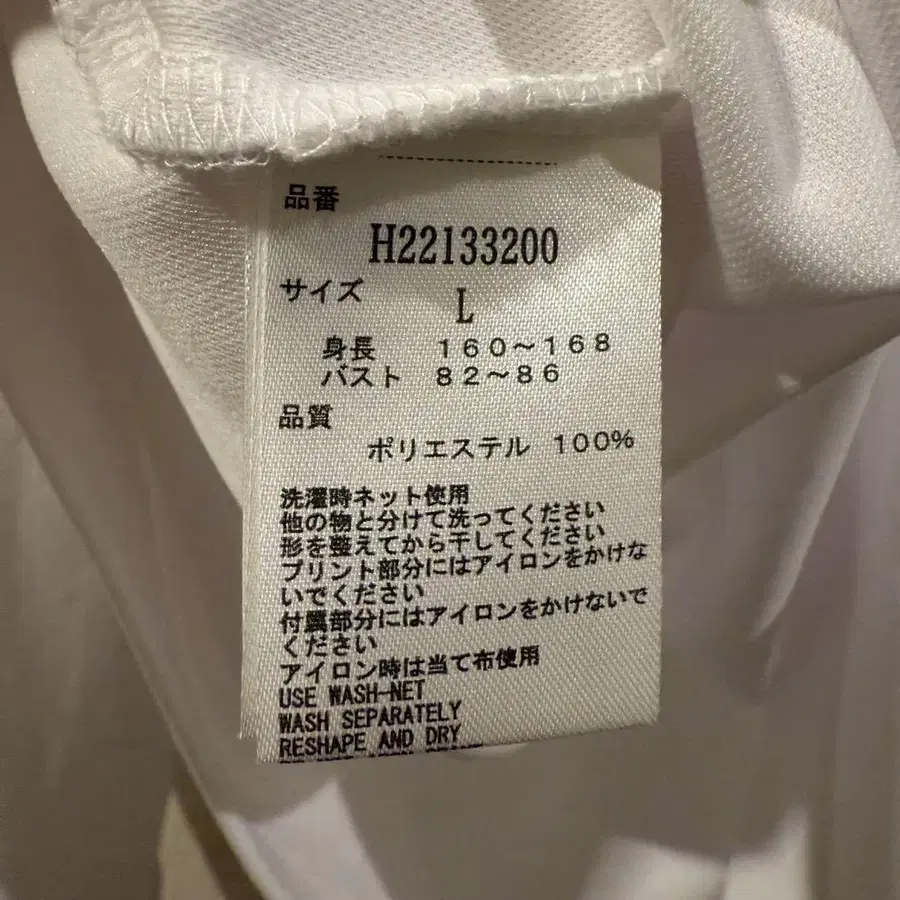 品番
H22133200
サイズ
L
身長 160～168
バスト 82～86
品質
ポリエステル 100%
洗濯時ネット使用
他の物と分けて洗ってください
形を整えてから干してください
プリント部分にはアイロンをかけな
いでください
付属部分にはアイロンをかけないで
ください
アイロン時は当て布使用
USE WASH-NET
WASH SEPARATELY
RESHAPE AND DRY